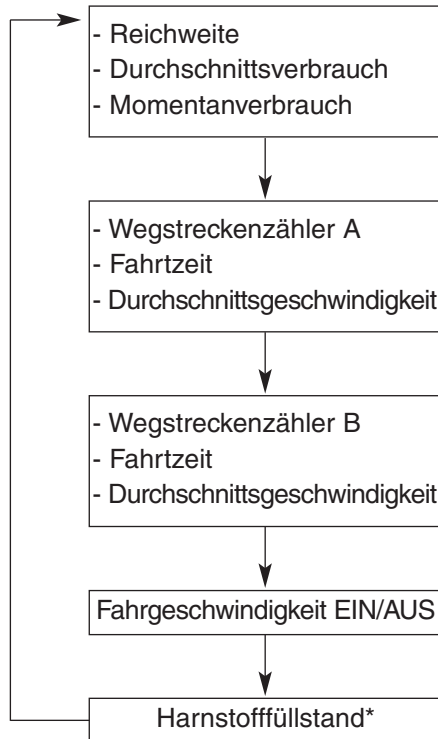 - Reichweite
- Durchschnittsverbrauch
- Momentanverbrauch
- Wegstreckenzähler A
- Fahrtzeit
- Durchschnittsgeschwindigkeit
- Wegstreckenzähler B
- Fahrtzeit
- Durchschnittsgeschwindigkeit
Fahrgeschwindigkeit EIN/AUS
Harnstofffüllstand*